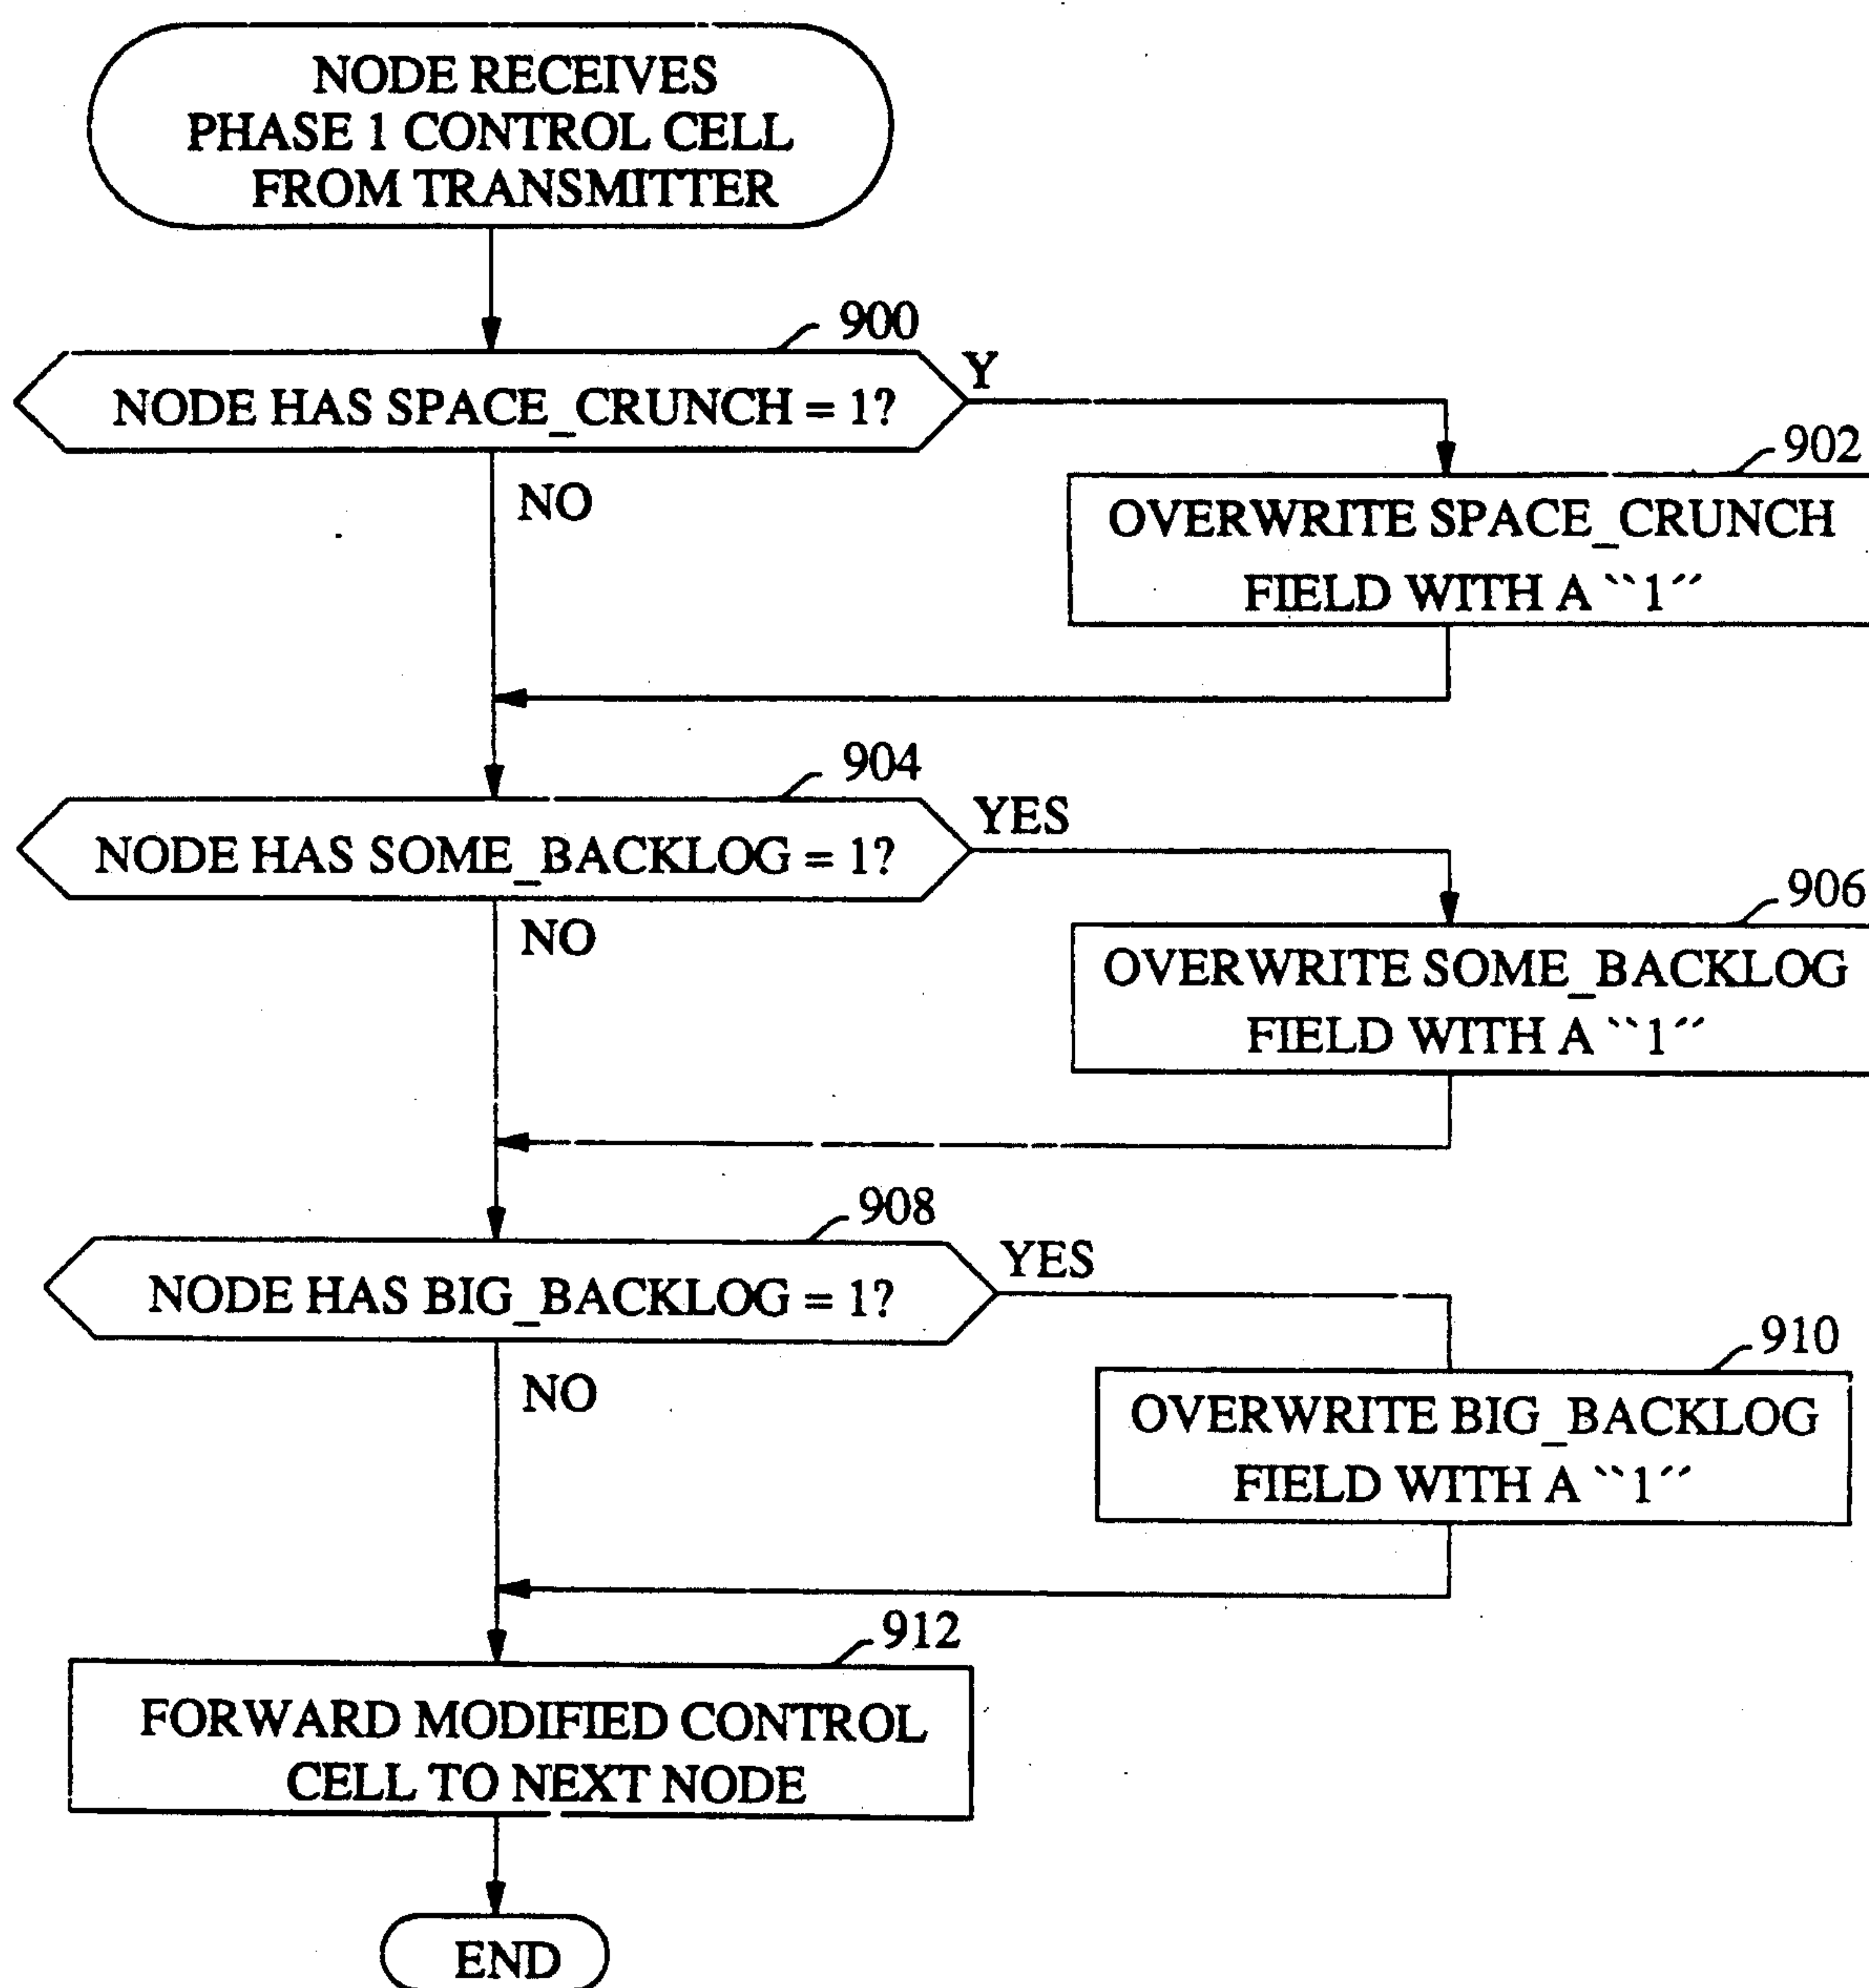 NODE RECEIVES
PHASE 1 CONTROL CELL
FROM TRANSMITTER
900
NODE HAS SPACE_CRUNCH = 1?
Y
NO
902
OVERWRITE SPACE_CRUNCH
FIELD WITH A ``1´´
904
NODE HAS SOME_BACKLOG = 1?
YES
NO
906
OVERWRITE SOME_BACKLOG
FIELD WITH A ``1´´
908
NODE HAS BIG_BACKLOG = 1?
YES
NO
910
OVERWRITE BIG_BACKLOG
FIELD WITH A ``1´´
912
FORWARD MODIFIED CONTROL
CELL TO NEXT NODE
END